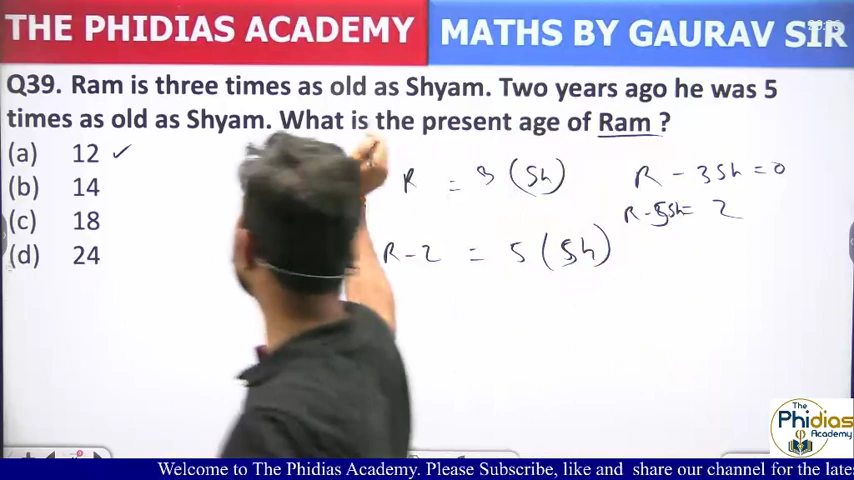 THE PHIDIAS ACADEMY
MATHS BY GAURAV SIR
Q39. Ram is three times as old as Shyam. Two years ago he was 5
times as old as Shyam. What is the present age of Ram ?
(a) 12 ✓
(b) 14
(c) 18
(d) 24
R = 3 (Sh)
R - 2 = 5 (Sh)
R - 3Sh = 0
R - 5Sh = 2
The
Phidias
Academy
Welcome to The Phidias Academy. Please Subscribe, like and share our channel for the late